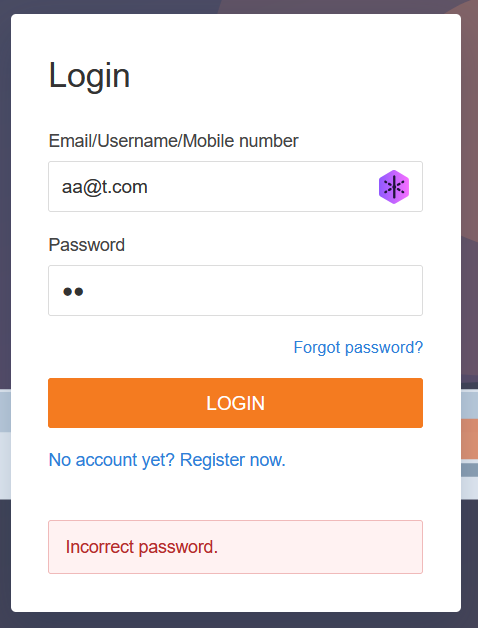 Login
Email/Username/Mobile number
aa@t.com
Password
●●
Forgot password?
LOGIN
No account yet? Register now.
Incorrect password.